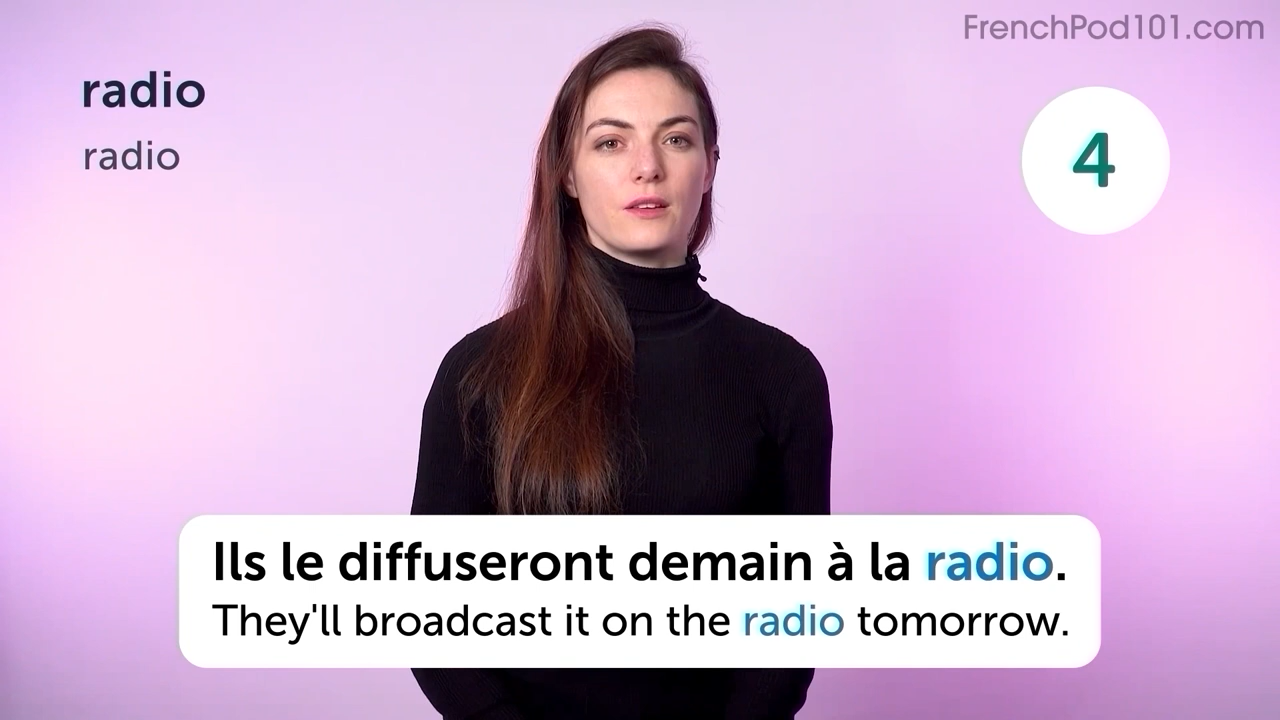 FrenchPod101.com
radio
radio
4
Ils le diffuseront demain à la radio.
They'll broadcast it on the radio tomorrow.